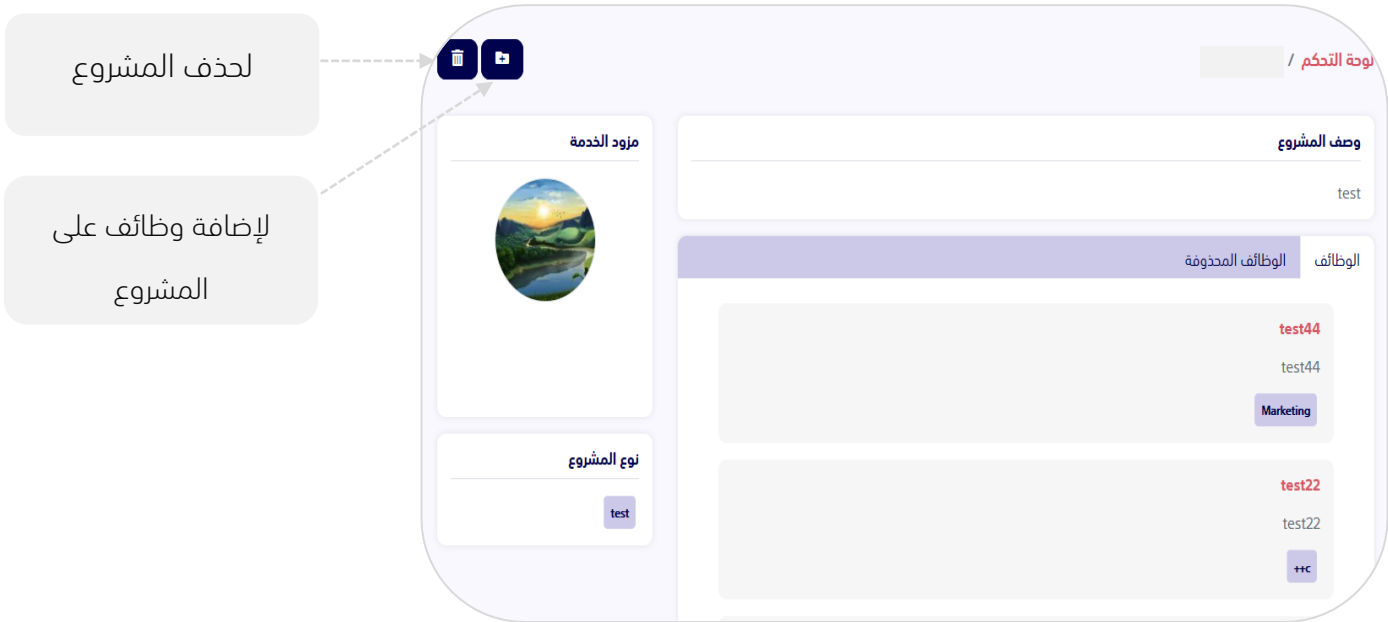 لحذف المشروع
لإضافة وظائف على
المشروع
لوحة التحكم /
وصف المشروع
test
الوظائف
الوظائف المحذوفة
test44
test44
Marketing
test22
test22
++c
مزود الخدمة
نوع المشروع
test